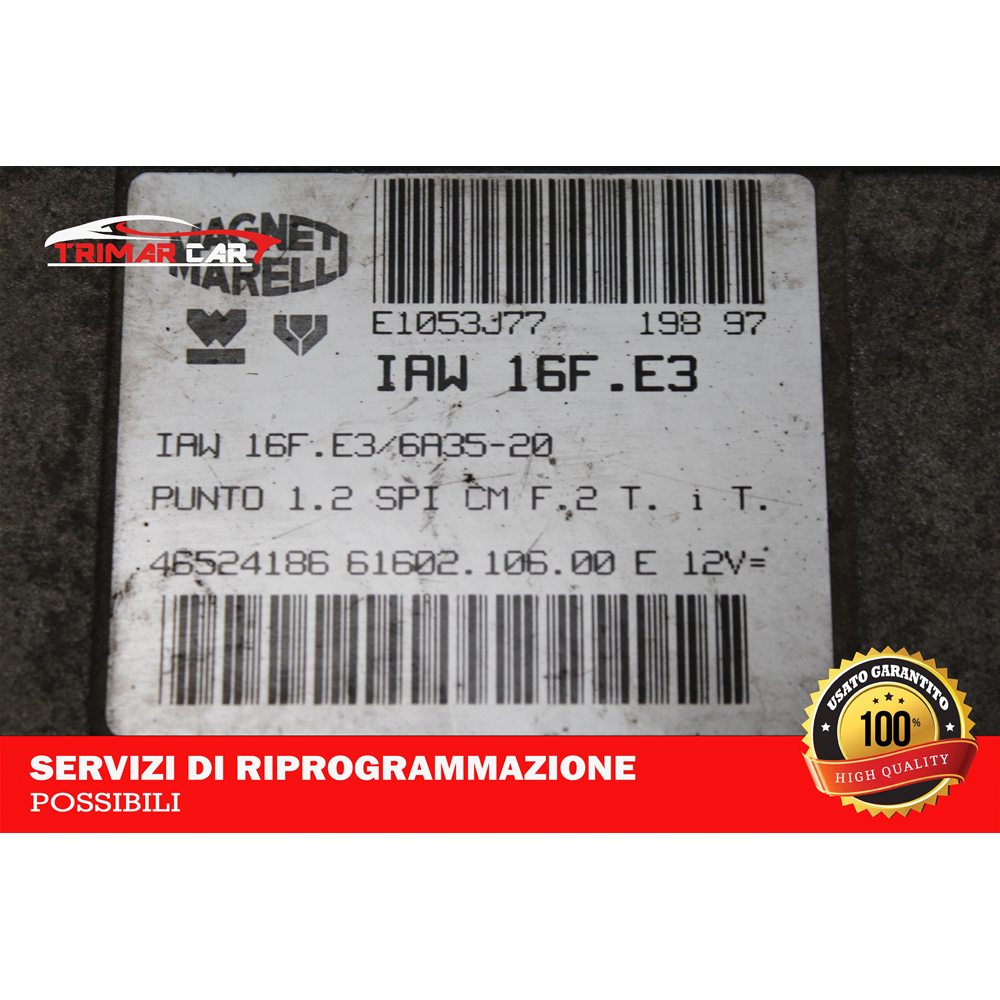 MAGNETI
MARELLI
TRIMAR CAR
E1053J77 198 97
IAW 16F.E3
IAW 16F.E3/6A35-20
PUNTO 1.2 SPI CM F.2 T. i T.
46524186 61602.106.00 E 12V=
USATO GARANTITO
100%
HIGH QUALITY
SERVIZI DI RIPROGRAMMAZIONE
POSSIBILI